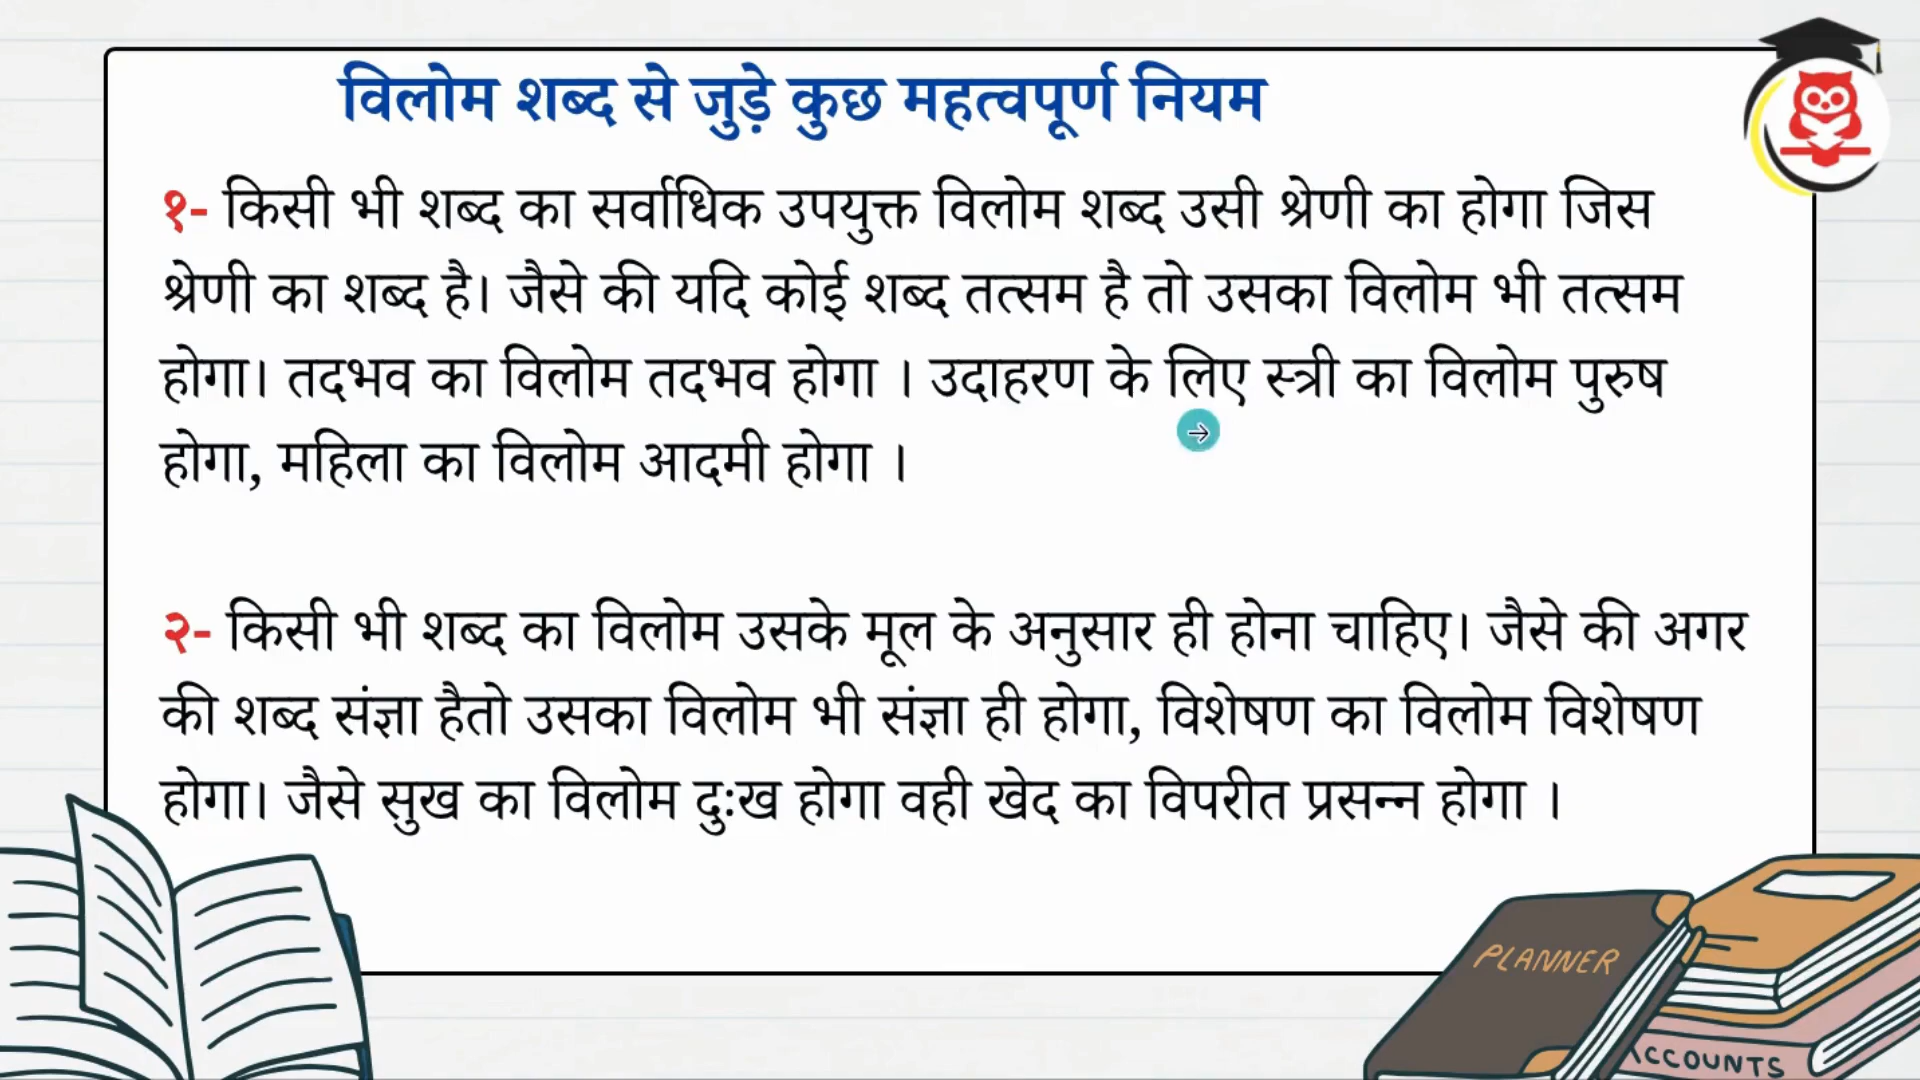 विलोम शब्द से जुड़े कुछ महत्वपूर्ण नियम
१- किसी भी शब्द का सर्वाधिक उपयुक्त विलोम शब्द उसी श्रेणी का होगा जिस
श्रेणी का शब्द है। जैसे की यदि कोई शब्द तत्सम है तो उसका विलोम भी तत्सम
होगा। तदभव का विलोम तदभव होगा । उदाहरण के लिए स्त्री का विलोम पुरुष
होगा, महिला का विलोम आदमी होगा ।
२- किसी भी शब्द का विलोम उसके मूल के अनुसार ही होना चाहिए। जैसे की अगर
की शब्द संज्ञा हैतो उसका विलोम भी संज्ञा ही होगा, विशेषण का विलोम विशेषण
होगा। जैसे सुख का विलोम दुःख होगा वही खेद का विपरीत प्रसन्न होगा ।
PLANNER
ACCOUNTS